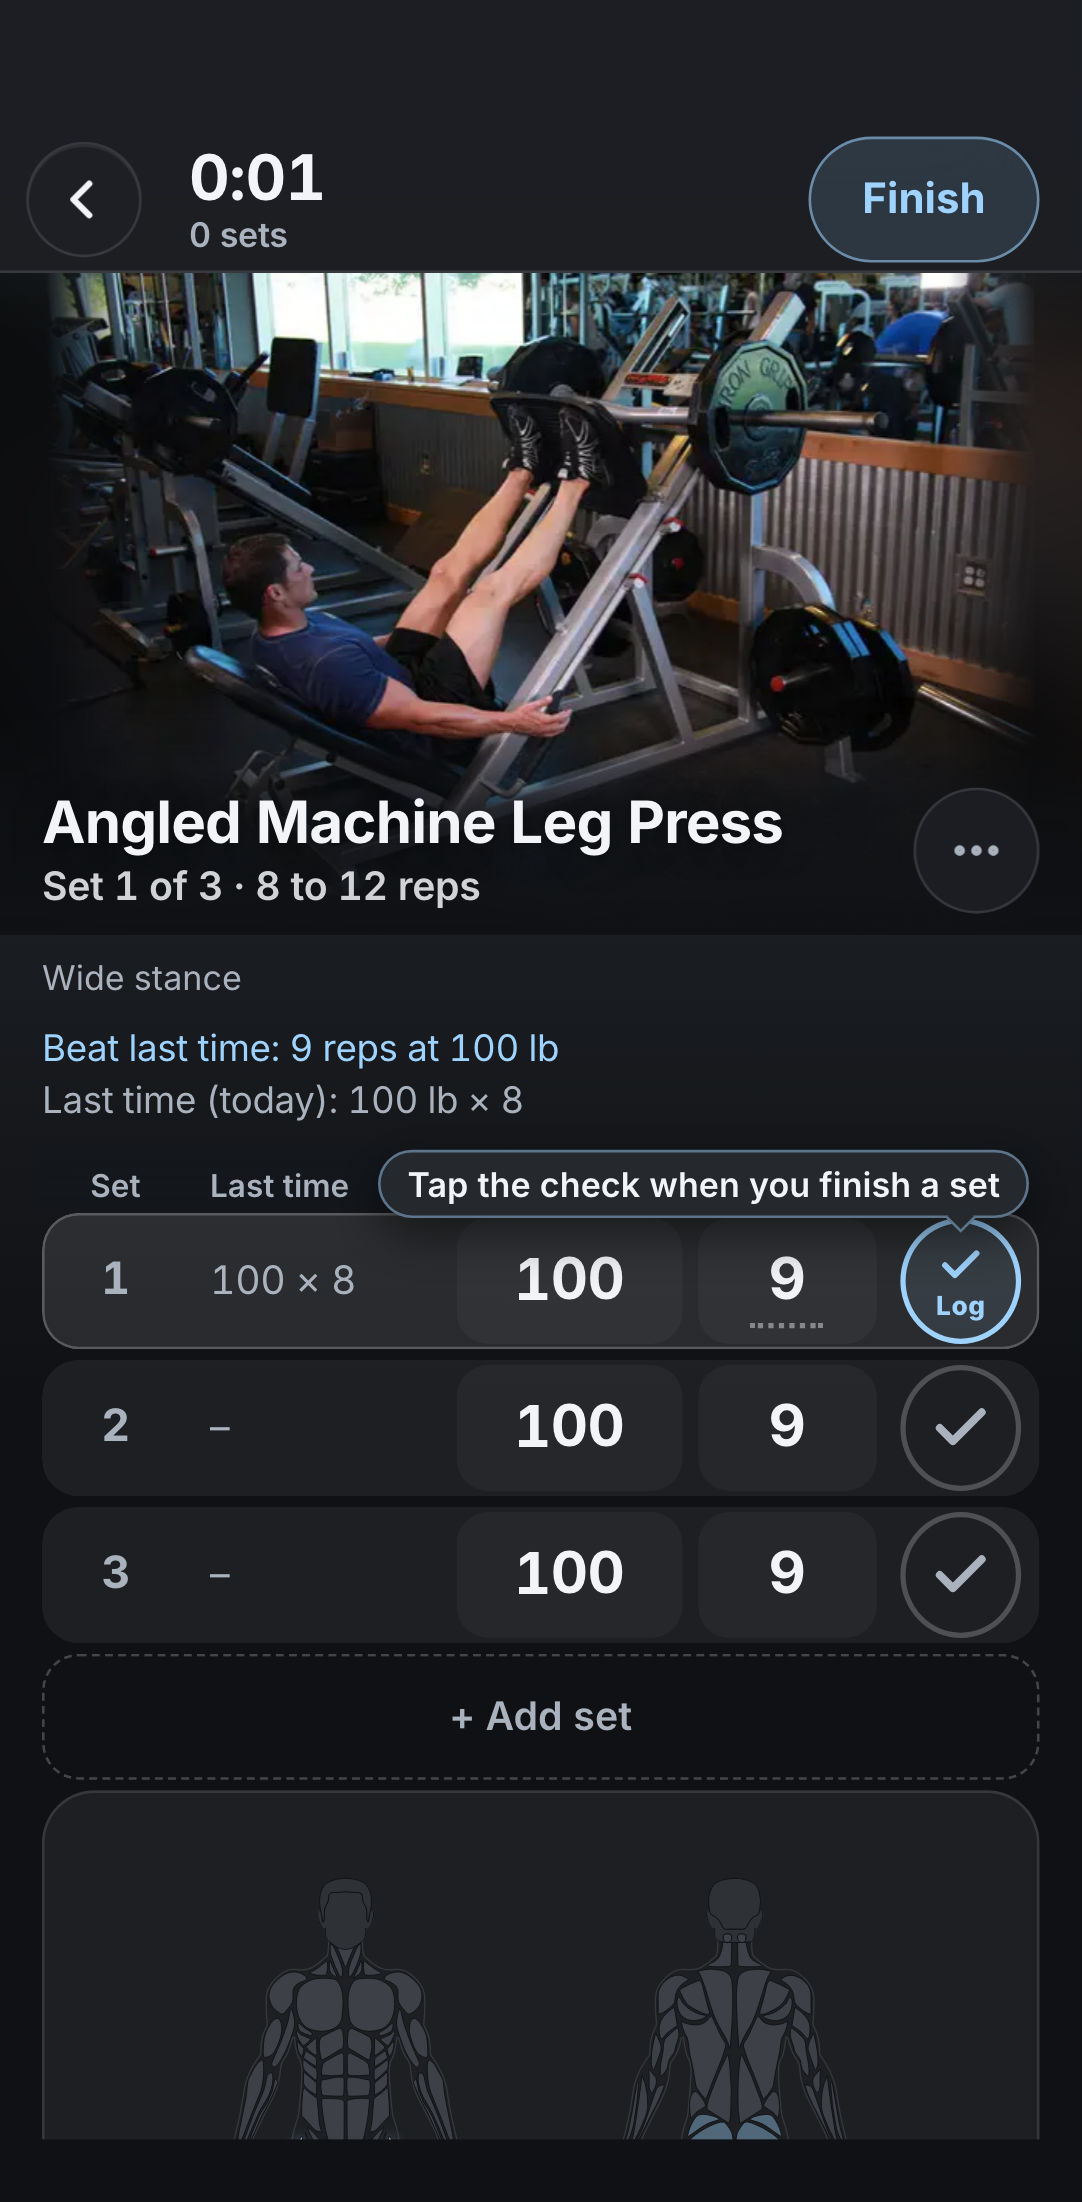 0:01
0 sets
Finish
IRON GRIP
Angled Machine Leg Press
Set 1 of 3 · 8 to 12 reps
Wide stance
Beat last time: 9 reps at 100 lb
Last time (today): 100 lb × 8
Set Last time Tap the check when you finish a set
1 100 × 8 100 9 Log
2 – 100 9
3 – 100 9
+ Add set